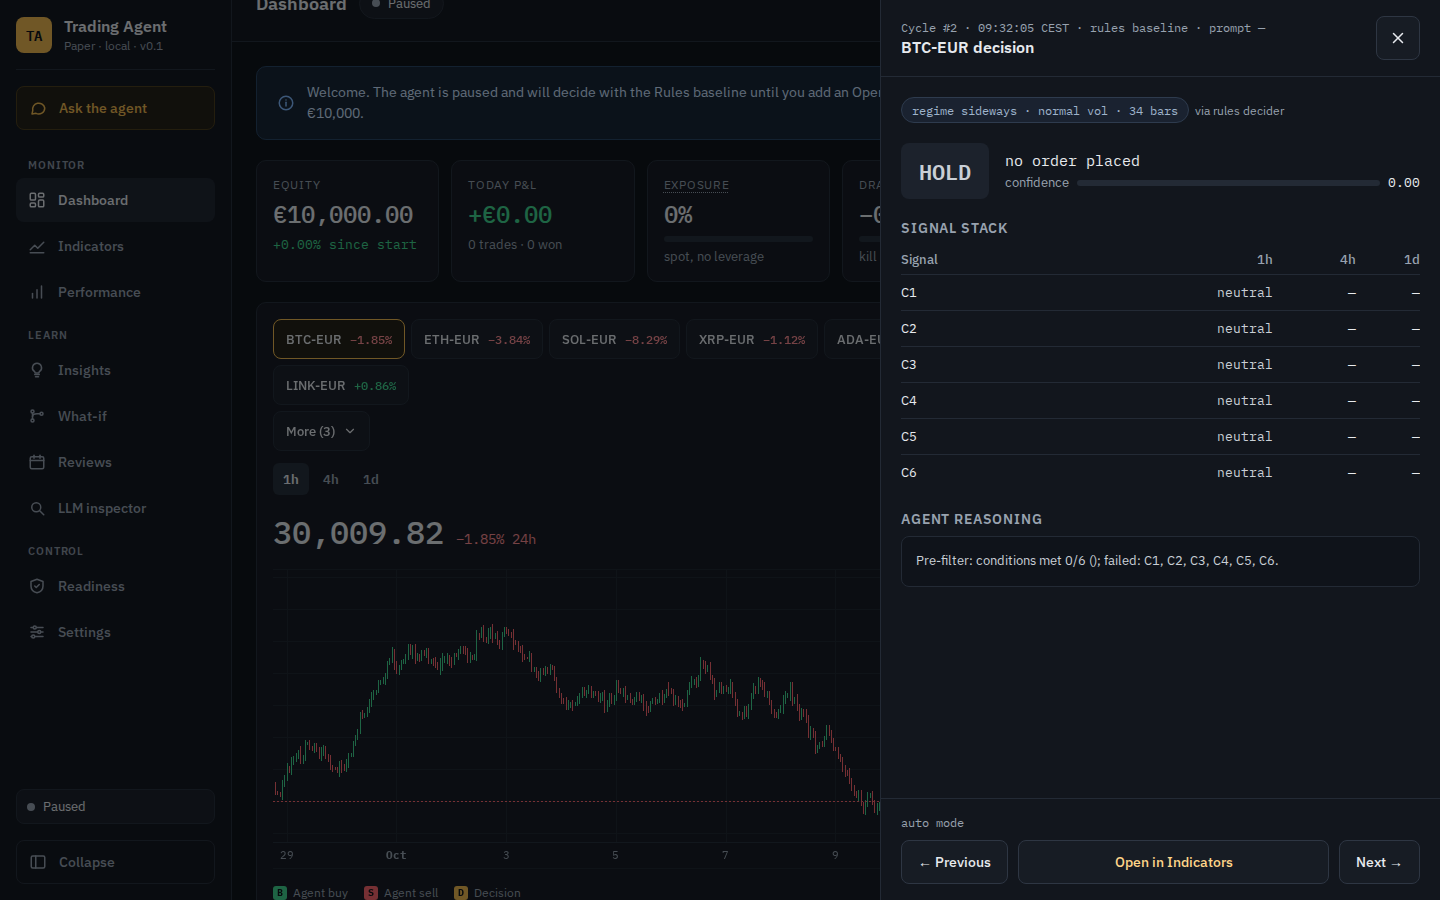 TA
Trading Agent
Paper · local · v0.1
Ask the agent
MONITOR
Dashboard
Indicators
Performance
LEARN
Insights
What-if
Reviews
LLM inspector
CONTROL
Readiness
Settings
Paused
Collapse
Dashboard
Paused
Welcome. The agent is paused and will decide with the Rules baseline until you add an Ope
€10,000.
EQUITY
€10,000.00
+0.00% since start
TODAY P&L
+€0.00
0 trades · 0 won
EXPOSURE
0%
spot, no leverage
DRA
kill
BTC-EUR −1.85%
ETH-EUR −3.84%
SOL-EUR −8.29%
XRP-EUR −1.12%
ADA-EU
LINK-EUR +0.86%
More (3)
1h 4h 1d
30,009.82 −1.85% 24h
29 Oct 3 5 7 9
B Agent buy S Agent sell D Decision
Cycle #2 · 09:32:05 CEST · rules baseline · prompt —
BTC-EUR decision
regime sideways · normal vol · 34 bars via rules decider
HOLD
no order placed
confidence 0.00
SIGNAL STACK
Signal 1h 4h 1d
C1 neutral — —
C2 neutral — —
C3 neutral — —
C4 neutral — —
C5 neutral — —
C6 neutral — —
AGENT REASONING
Pre-filter: conditions met 0/6 (); failed: C1, C2, C3, C4, C5, C6.
auto mode
← Previous
Open in Indicators
Next →